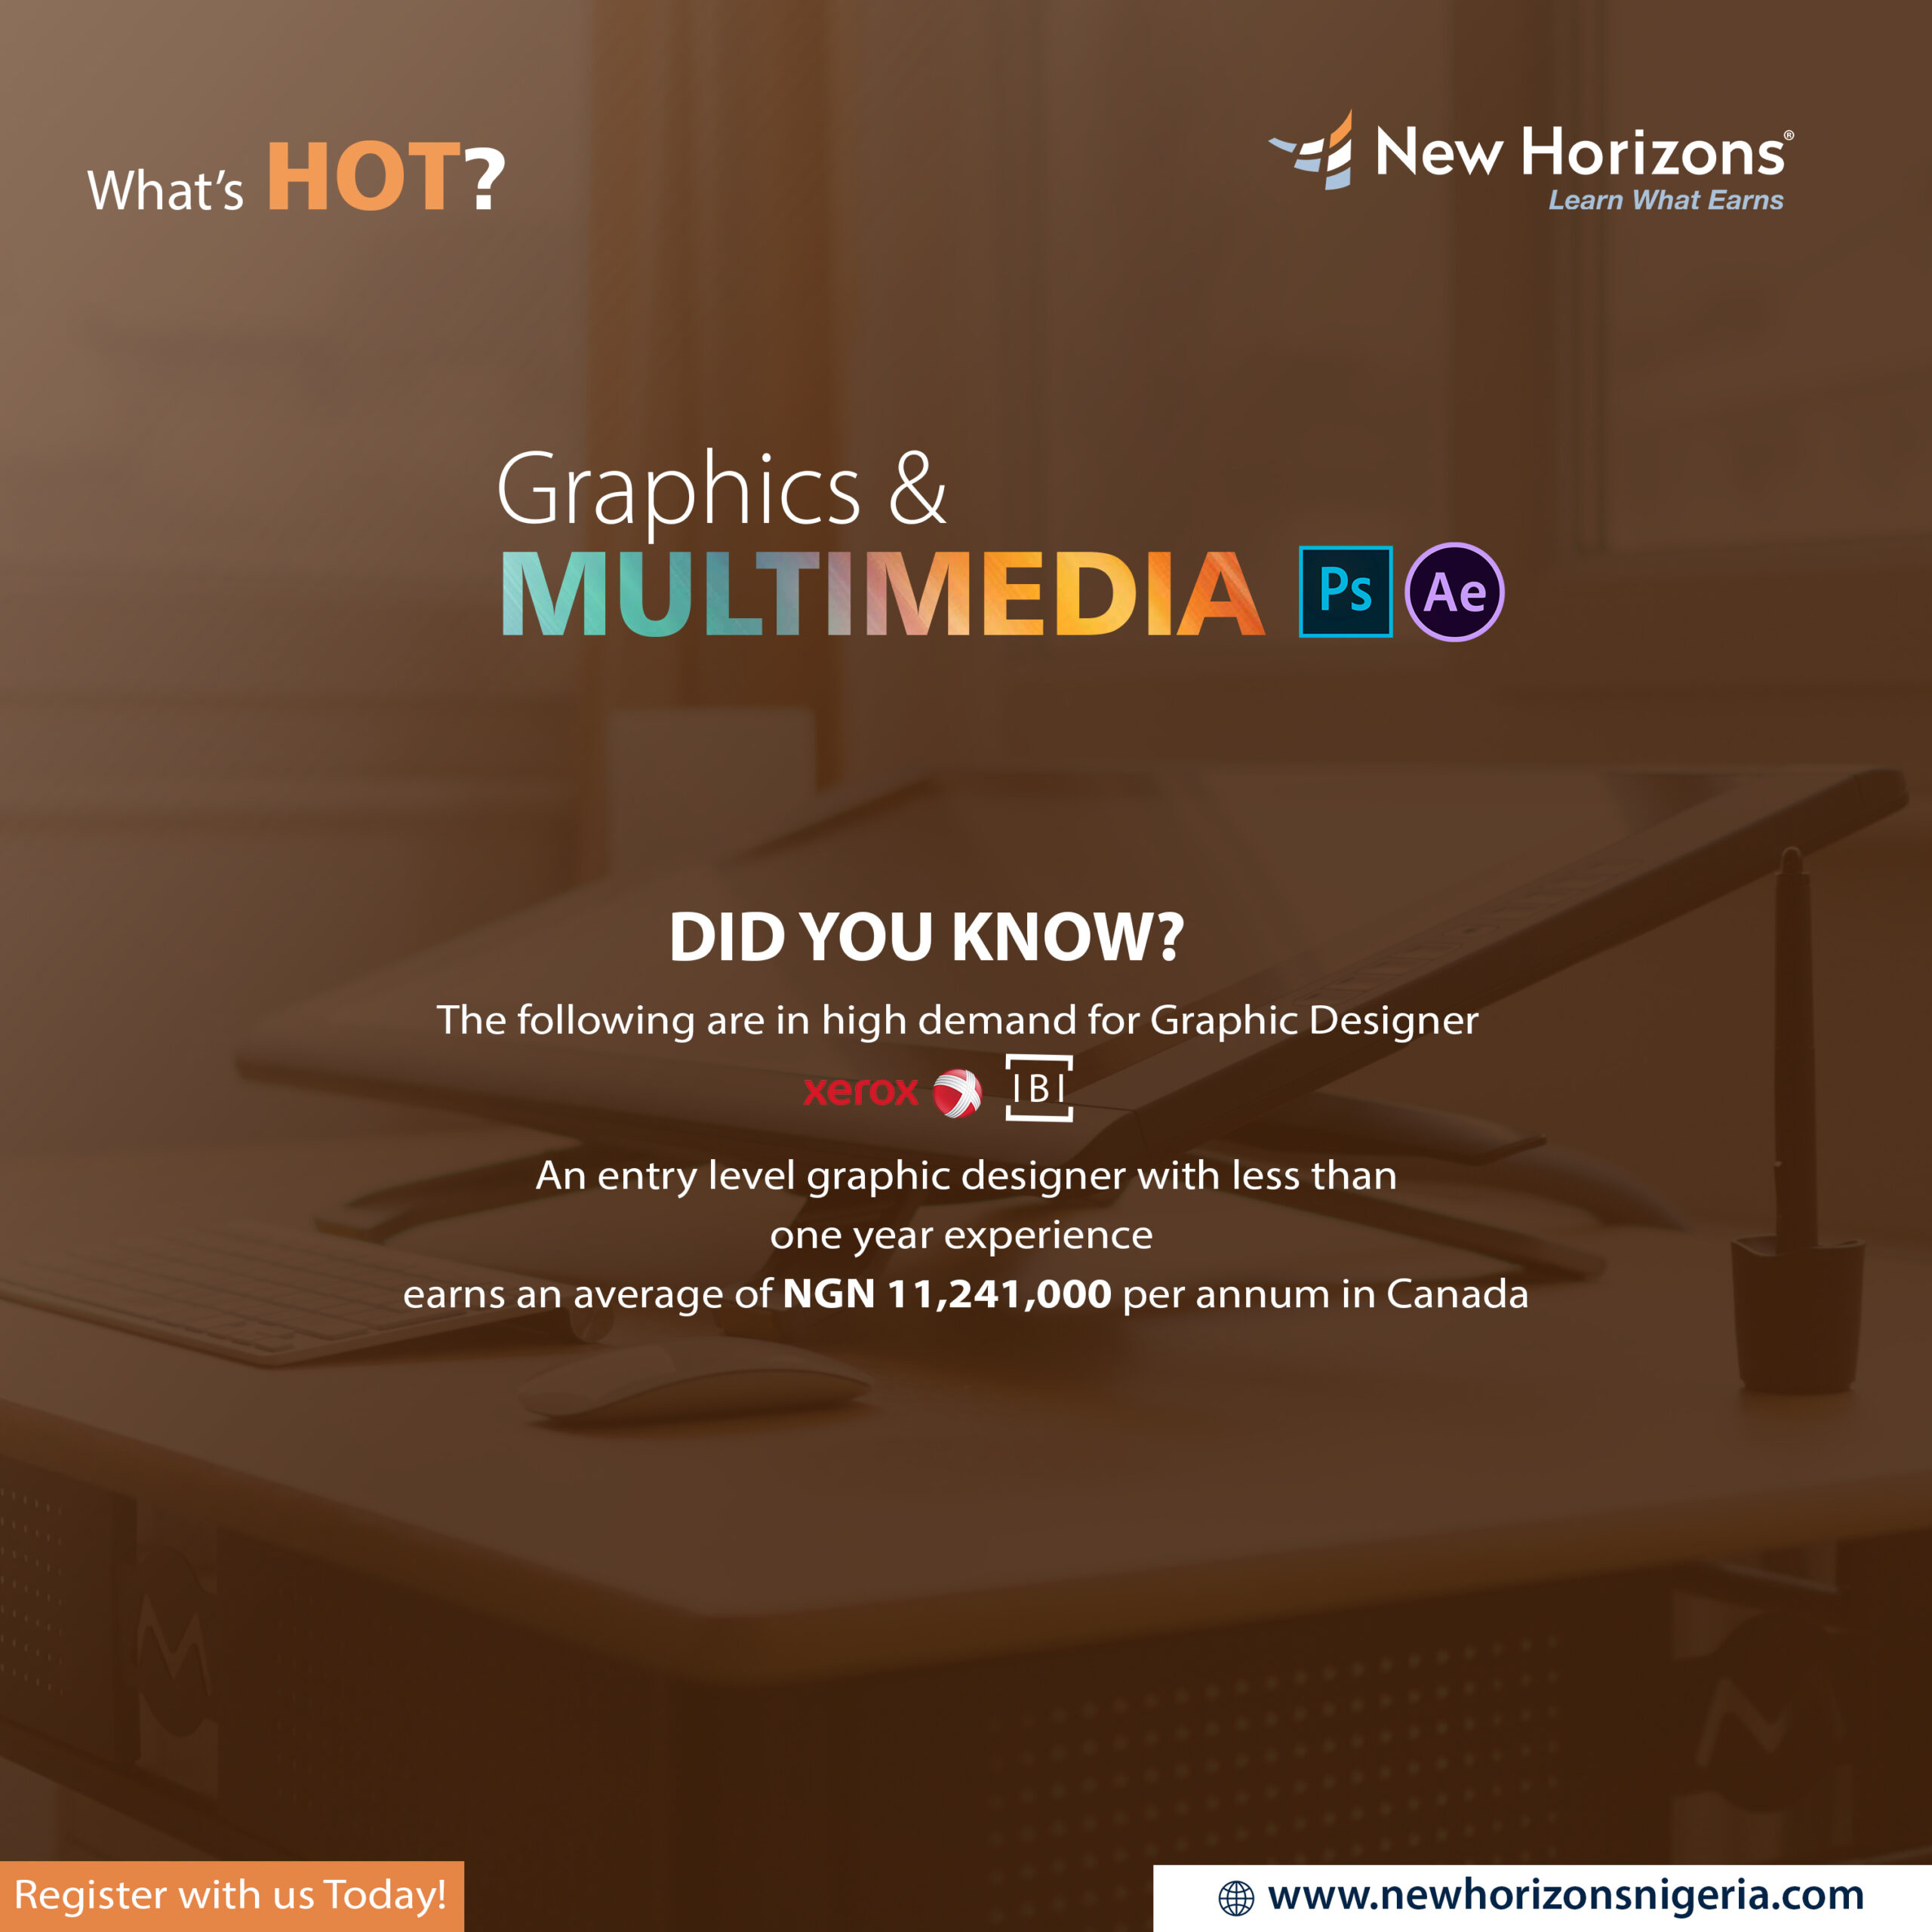 What's HOT?
New Horizons®
Learn What Earns
Graphics &
MULTIMEDIA Ps Ae
DID YOU KNOW?
The following are in high demand for Graphic Designer
xerox IBI
An entry level graphic designer with less than
one year experience
earns an average of NGN 11,241,000 per annum in Canada
Register with us Today!
www.newhorizonsnigeria.com